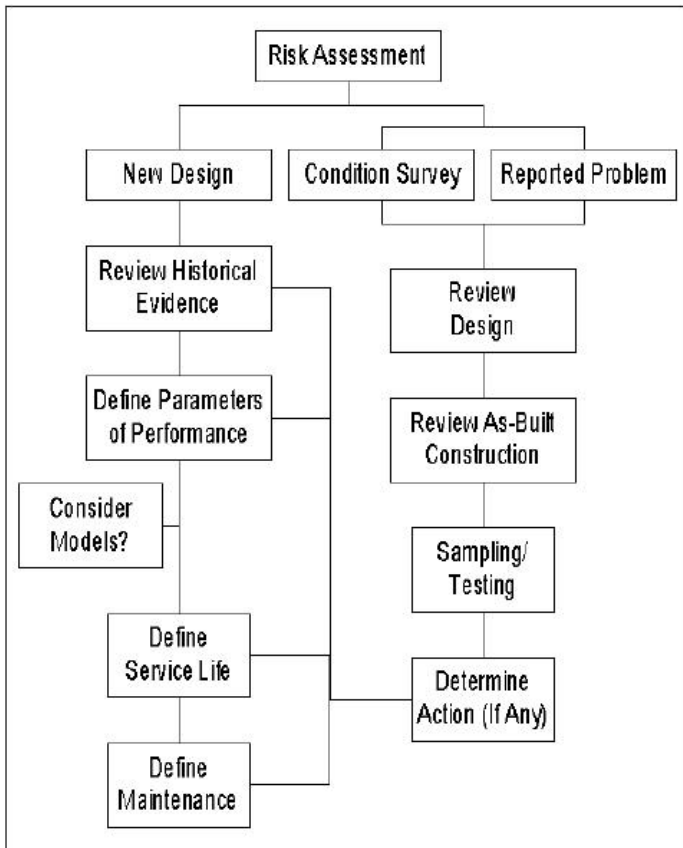 Risk Assessment
New Design
Condition Survey
Reported Problem
Review Historical
Evidence
Review
Design
Define Parameters
of Performance
Review As-Built
Construction
Consider
Models?
Sampling/
Testing
Define
Service Life
Determine
Action (If Any)
Define
Maintenance